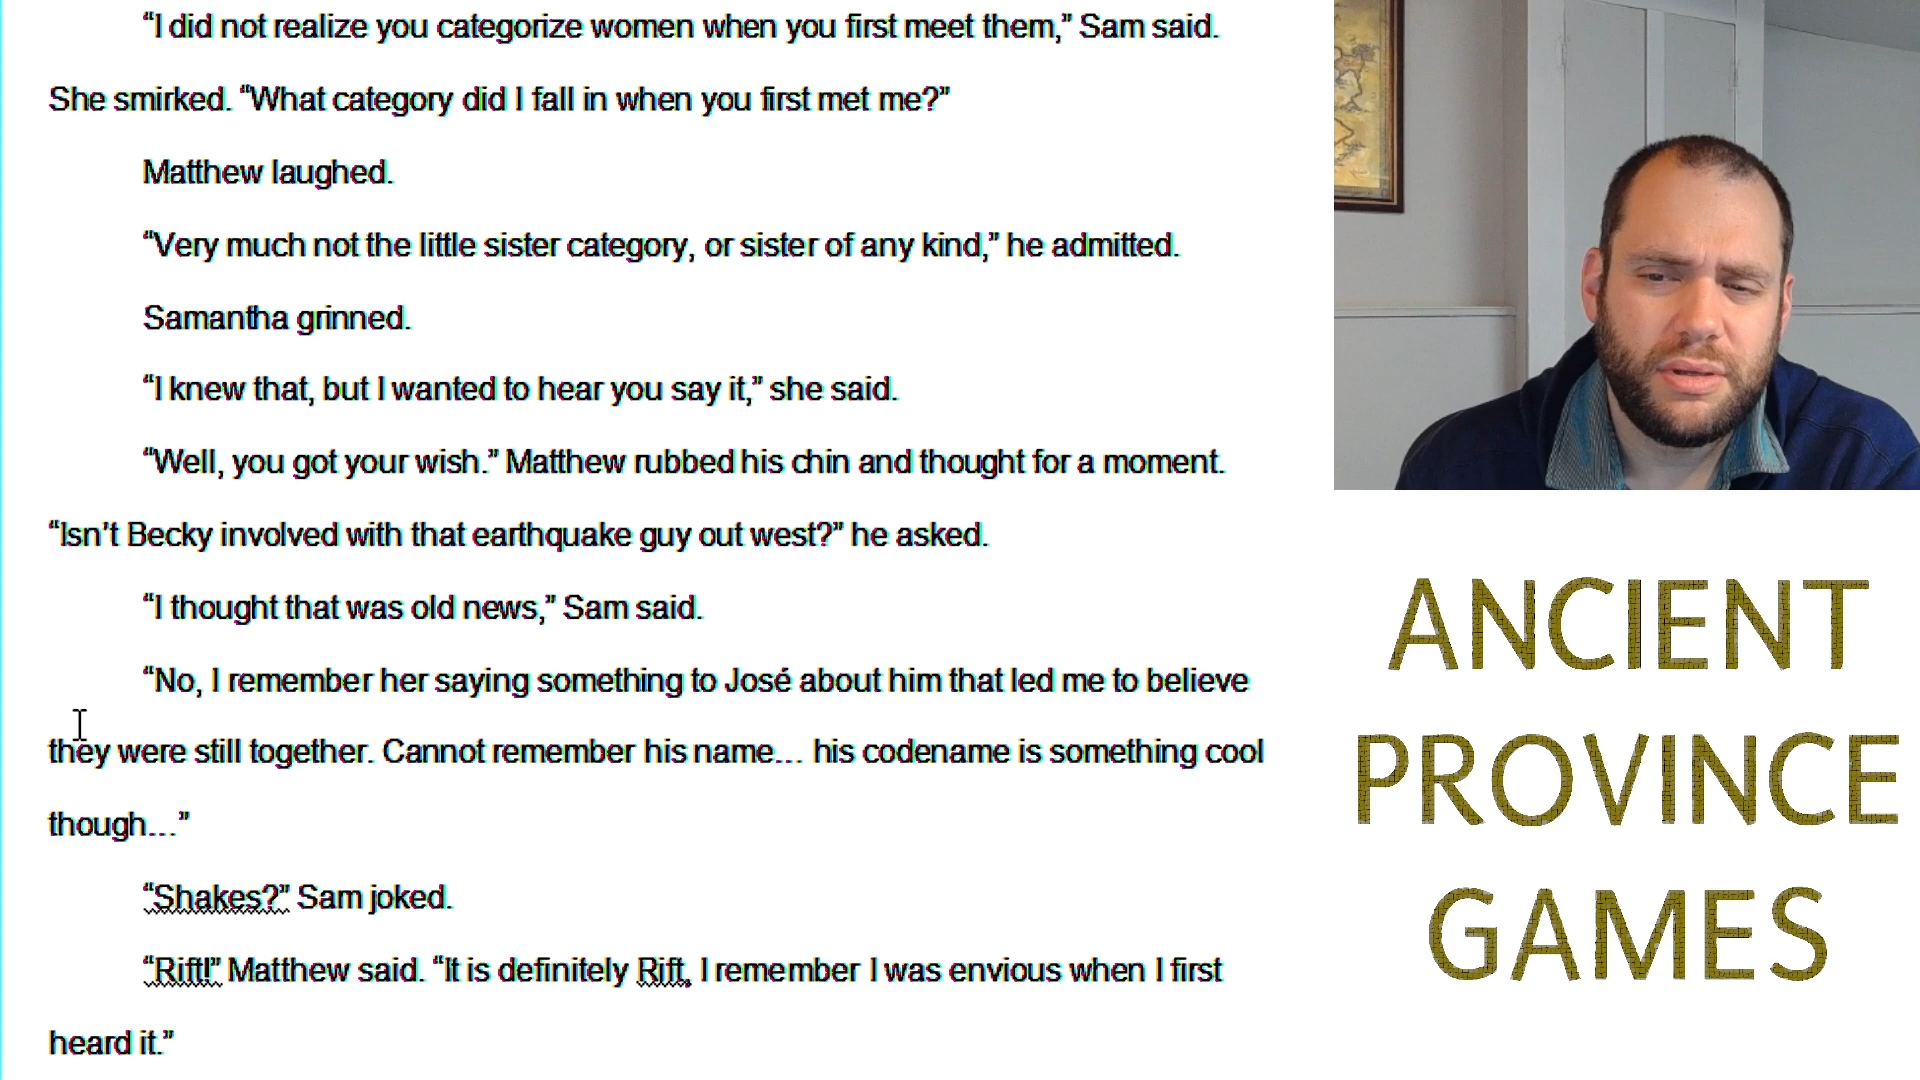 “I did not realize you categorize women when you first meet them,” Sam said.
She smirked. “What category did I fall in when you first met me?”
Matthew laughed.
“Very much not the little sister category, or sister of any kind,” he admitted.
Samantha grinned.
“I knew that, but I wanted to hear you say it,” she said.
“Well, you got your wish.” Matthew rubbed his chin and thought for a moment.
“Isn't Becky involved with that earthquake guy out west?” he asked.
“I thought that was old news,” Sam said.
“No, I remember her saying something to José about him that led me to believe
they were still together. Cannot remember his name… his codename is something cool
though…”
“Shakes?” Sam joked.
“Rift!” Matthew said. “It is definitely Rift, I remember I was envious when I first
heard it.”
ANCIENT
PROVINCE
GAMES